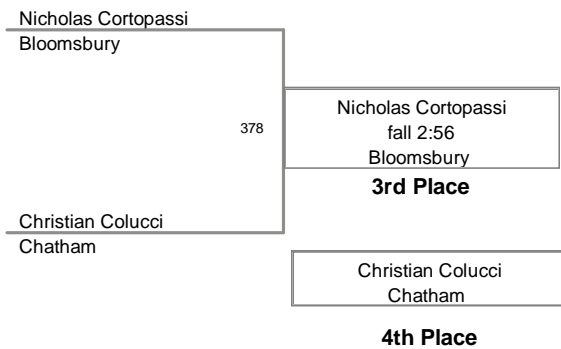 Nicholas Cortopassi
Bloomsbury
378
Nicholas Cortopassi
fall 2:56
Bloomsbury
3rd Place
Christian Colucci
Chatham
Christian Colucci
Chatham
4th Place